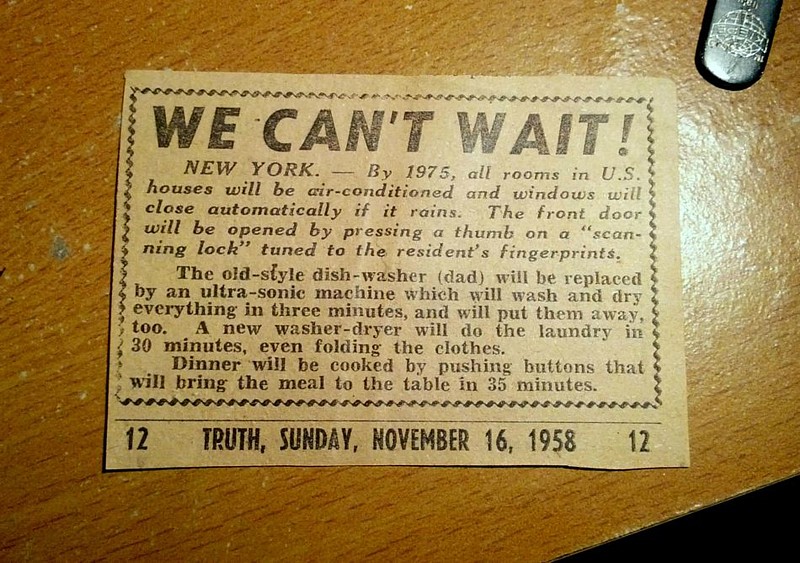 WE CAN'T WAIT!
NEW YORK. — By 1975, all rooms in U.S.
houses will be air-conditioned and windows will
close automatically if it rains. The front door
will be opened by pressing a thumb on a "scan-
ning lock" tuned to the resident's fingerprints.
The old-style dish-washer (dad) will be replaced
by an ultra-sonic machine which will wash and dry
everything in three minutes, and will put them away,
too. A new washer-dryer will do the laundry in
30 minutes, even folding the clothes.
Dinner will be cooked by pushing buttons that
will bring the meal to the table in 35 minutes.
12 TRUTH, SUNDAY, NOVEMBER 16, 1958 12